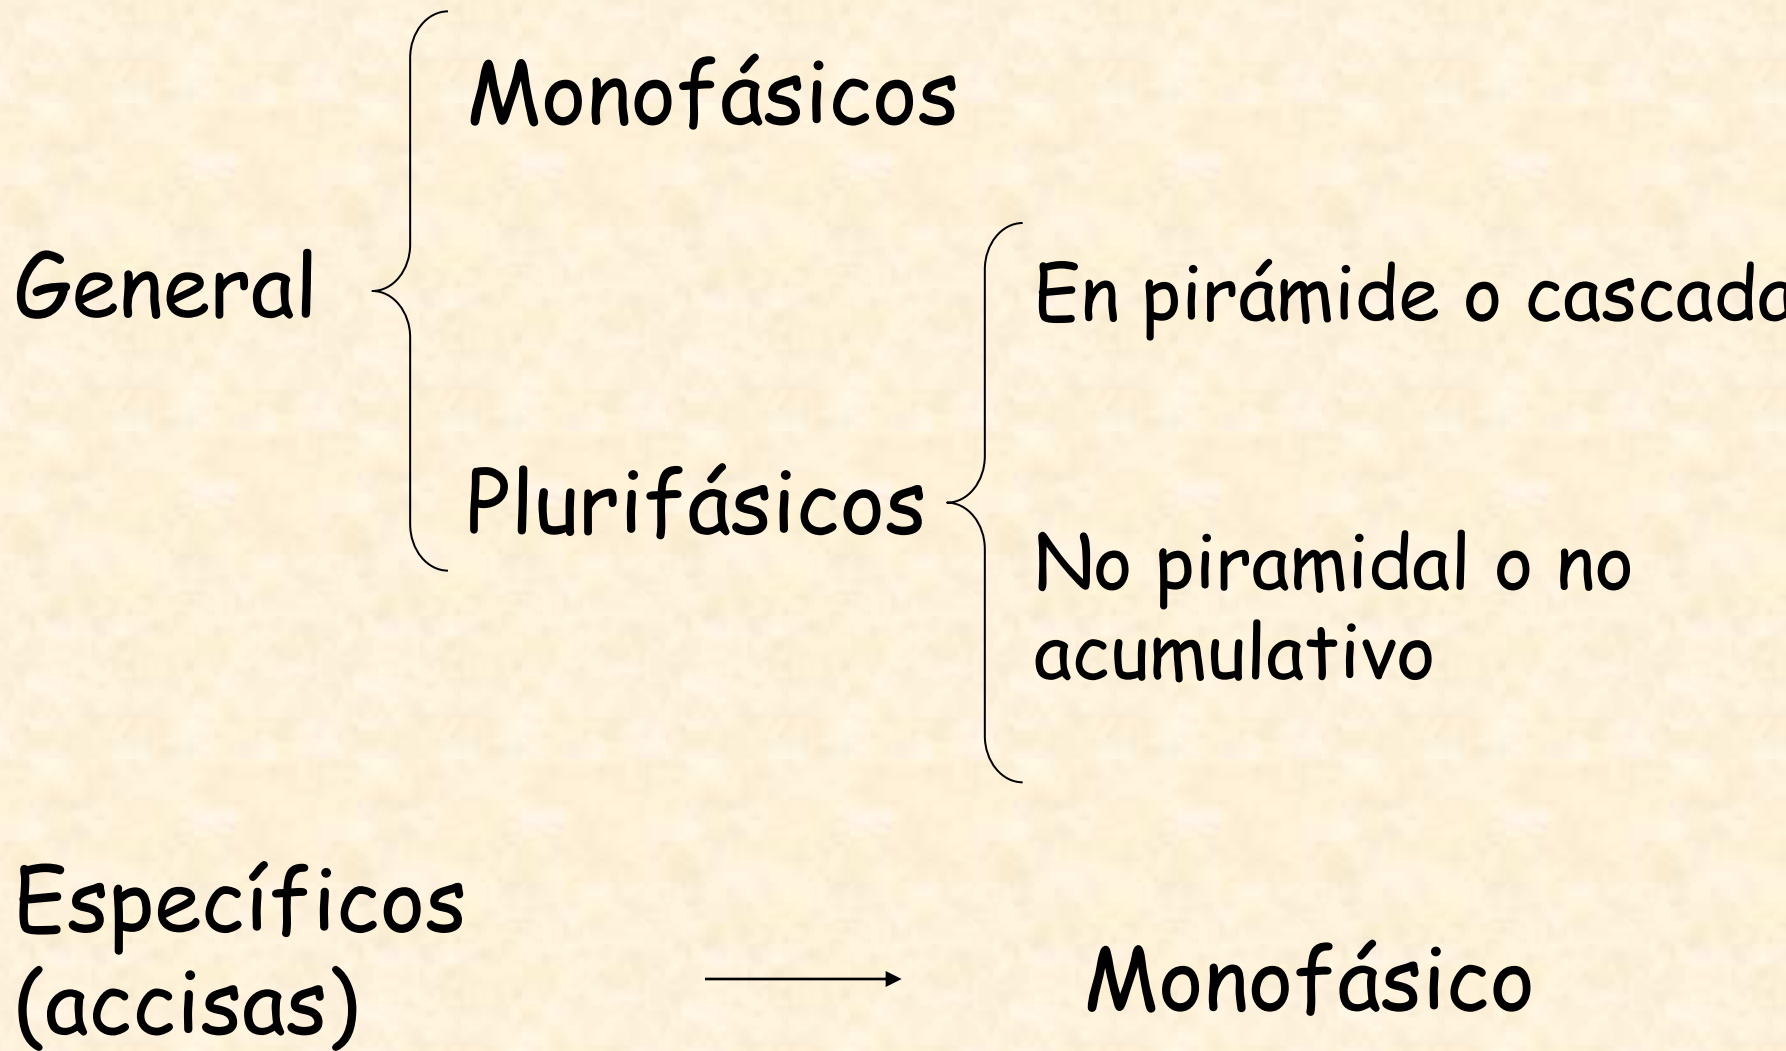 Monofásicos
General
En pirámide o cascada
Plurifásicos
No piramidal o no
acumulativo
Específicos
(accisas)
Monofásico